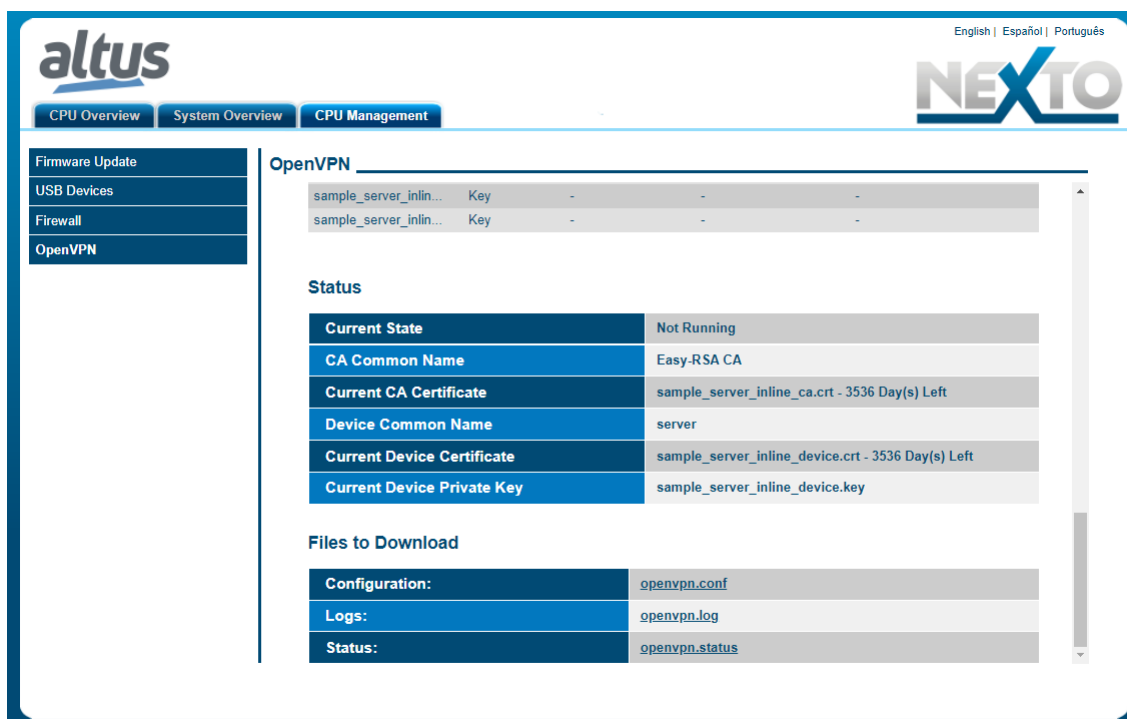 English | Español | Português
altus
NEXTO
CPU Overview System Overview CPU Management
Firmware Update
USB Devices
Firewall
OpenVPN
OpenVPN
sample_server_inlin... Key - - -
sample_server_inlin... Key - - -
Status
Current State Not Running
CA Common Name Easy-RSA CA
Current CA Certificate sample_server_inline_ca.crt - 3536 Day(s) Left
Device Common Name server
Current Device Certificate sample_server_inline_device.crt - 3536 Day(s) Left
Current Device Private Key sample_server_inline_device.key
Files to Download
Configuration: openvpn.conf
Logs: openvpn.log
Status: openvpn.status